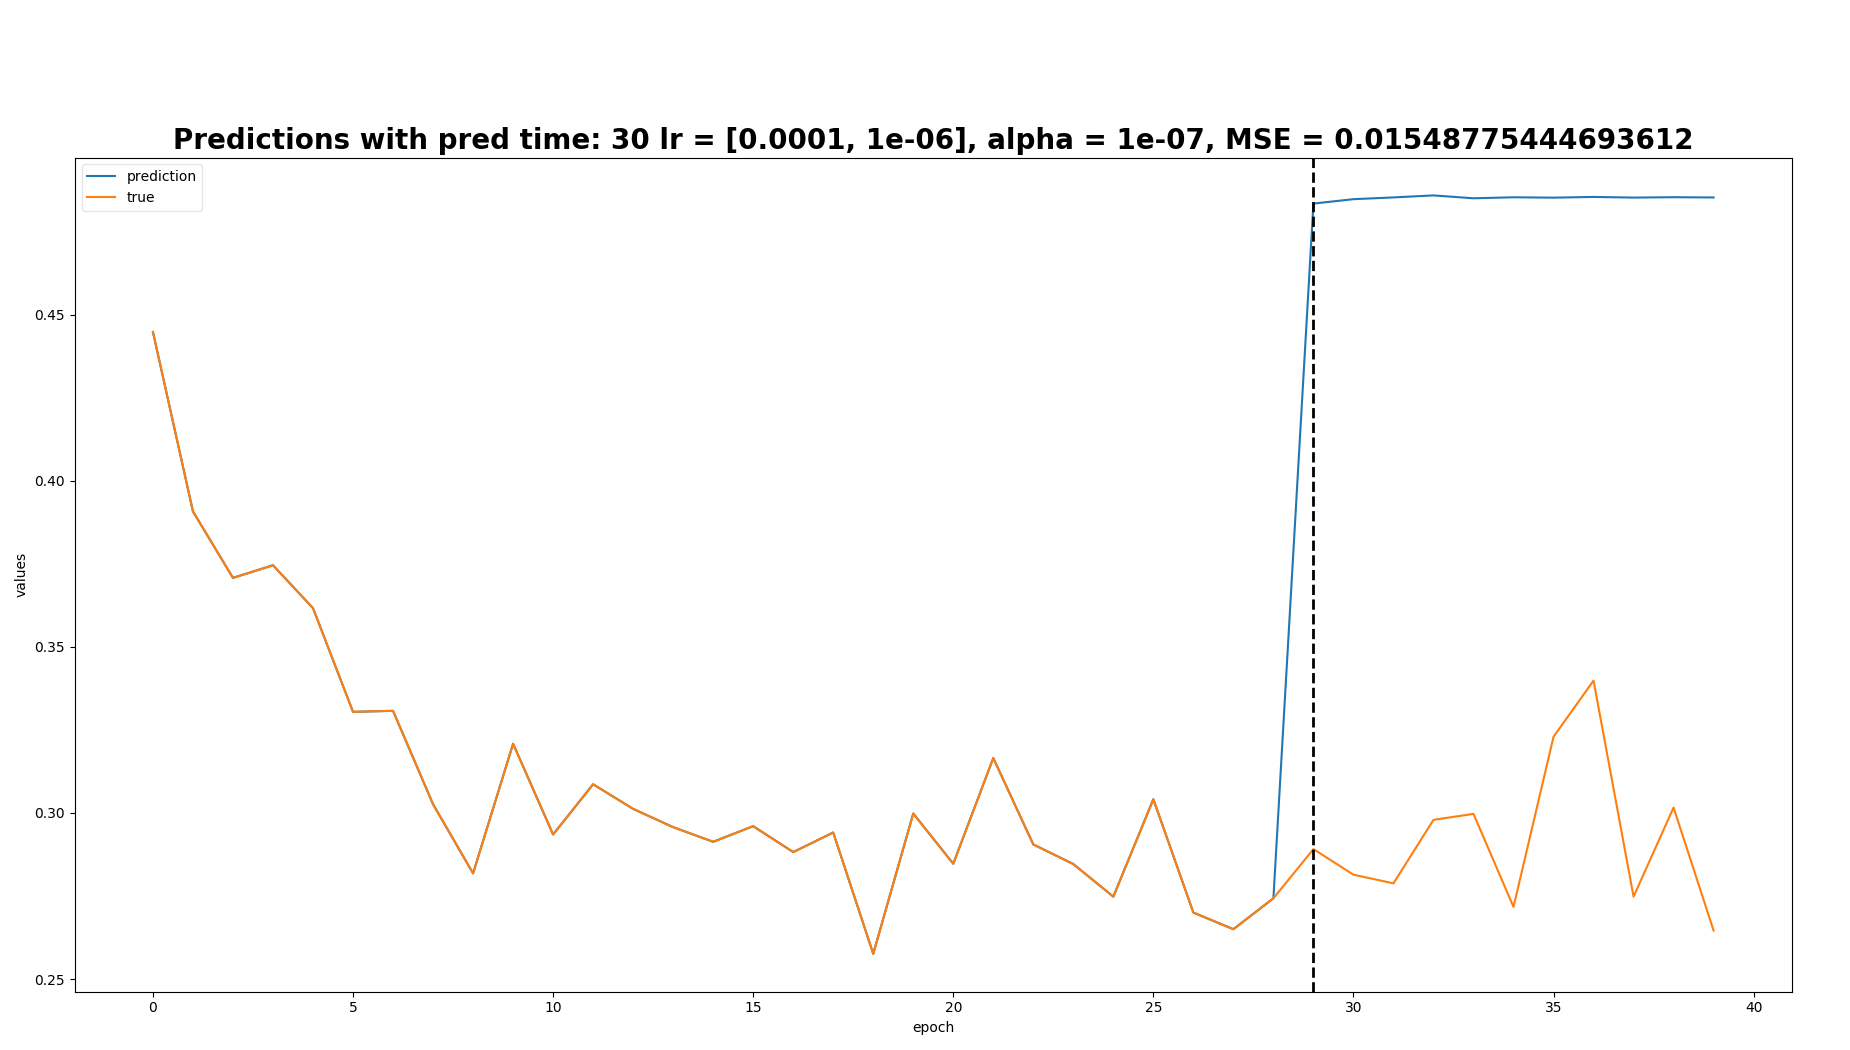 Predictions with pred time: 30 lr = [0.0001, 1e-06], alpha = 1e-07, MSE = 0.01548775444693612
prediction
true
0.45
0.40
0.35
0.30
0.25
values
0 5 10 15 20 25 30 35 40
epoch